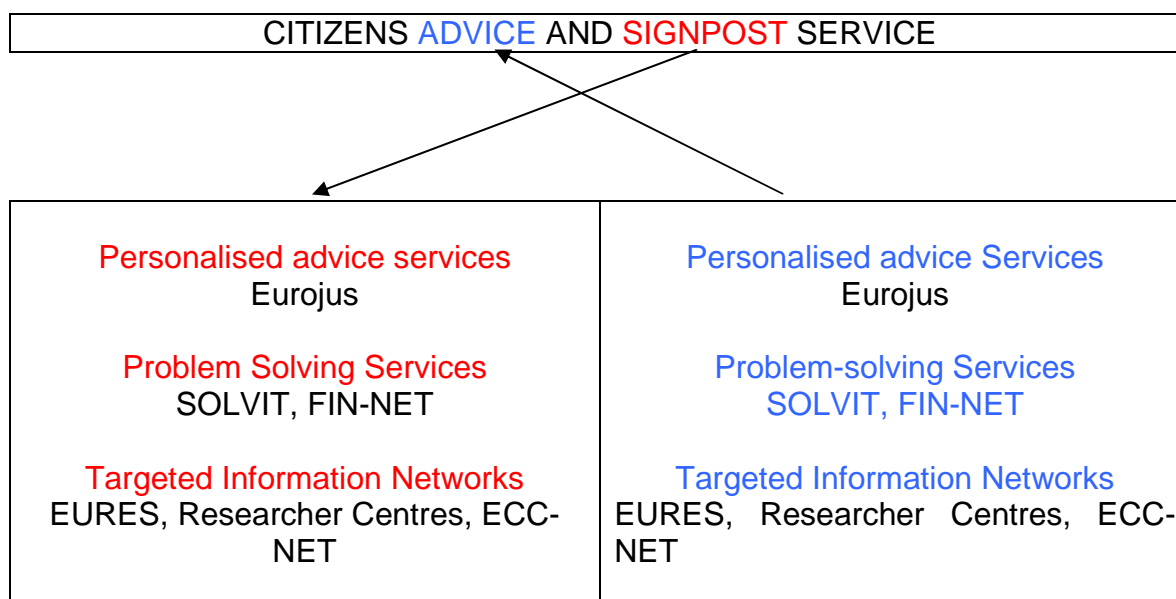 CITIZENS ADVICE AND SIGNPOST SERVICE
Personalised advice services
Eurojus
Problem Solving Services
SOLVIT, FIN-NET
Targeted Information Networks
EURES, Researcher Centres, ECC-
NET
Personalised advice Services
Eurojus
Problem-solving Services
SOLVIT, FIN-NET
Targeted Information Networks
EURES, Researcher Centres, ECC-
NET